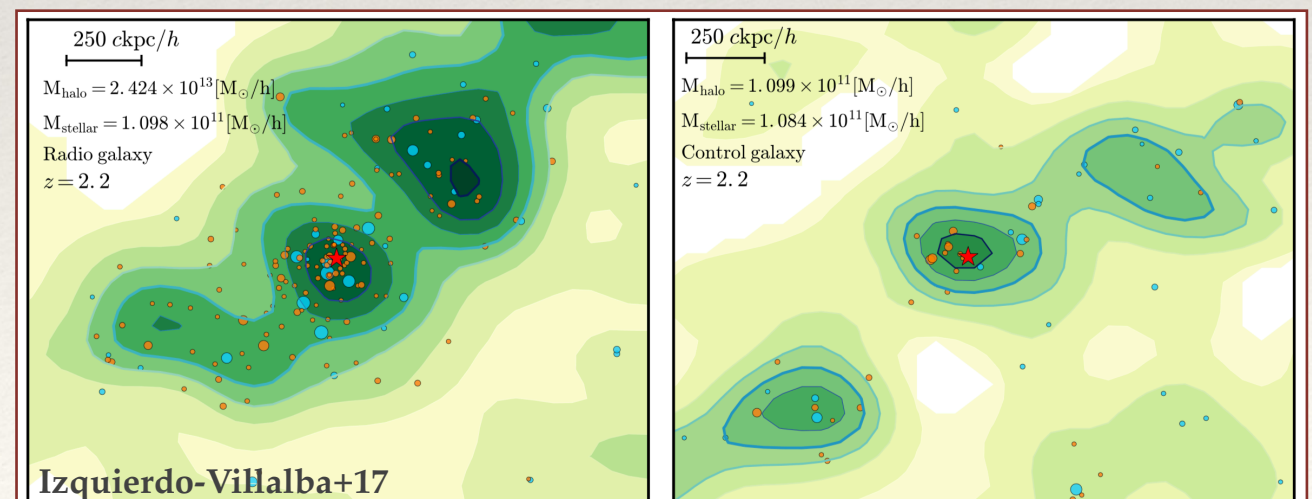 250 ckpc/h
M_halo = 2.424 × 10^13 [M_⊙/h]
M_stellar = 1.098 × 10^11 [M_⊙/h]
Radio galaxy
z = 2.2
Izquierdo-Villalba+17
250 ckpc/h
M_halo = 1.099 × 10^11 [M_⊙/h]
M_stellar = 1.084 × 10^11 [M_⊙/h]
Control galaxy
z = 2.2